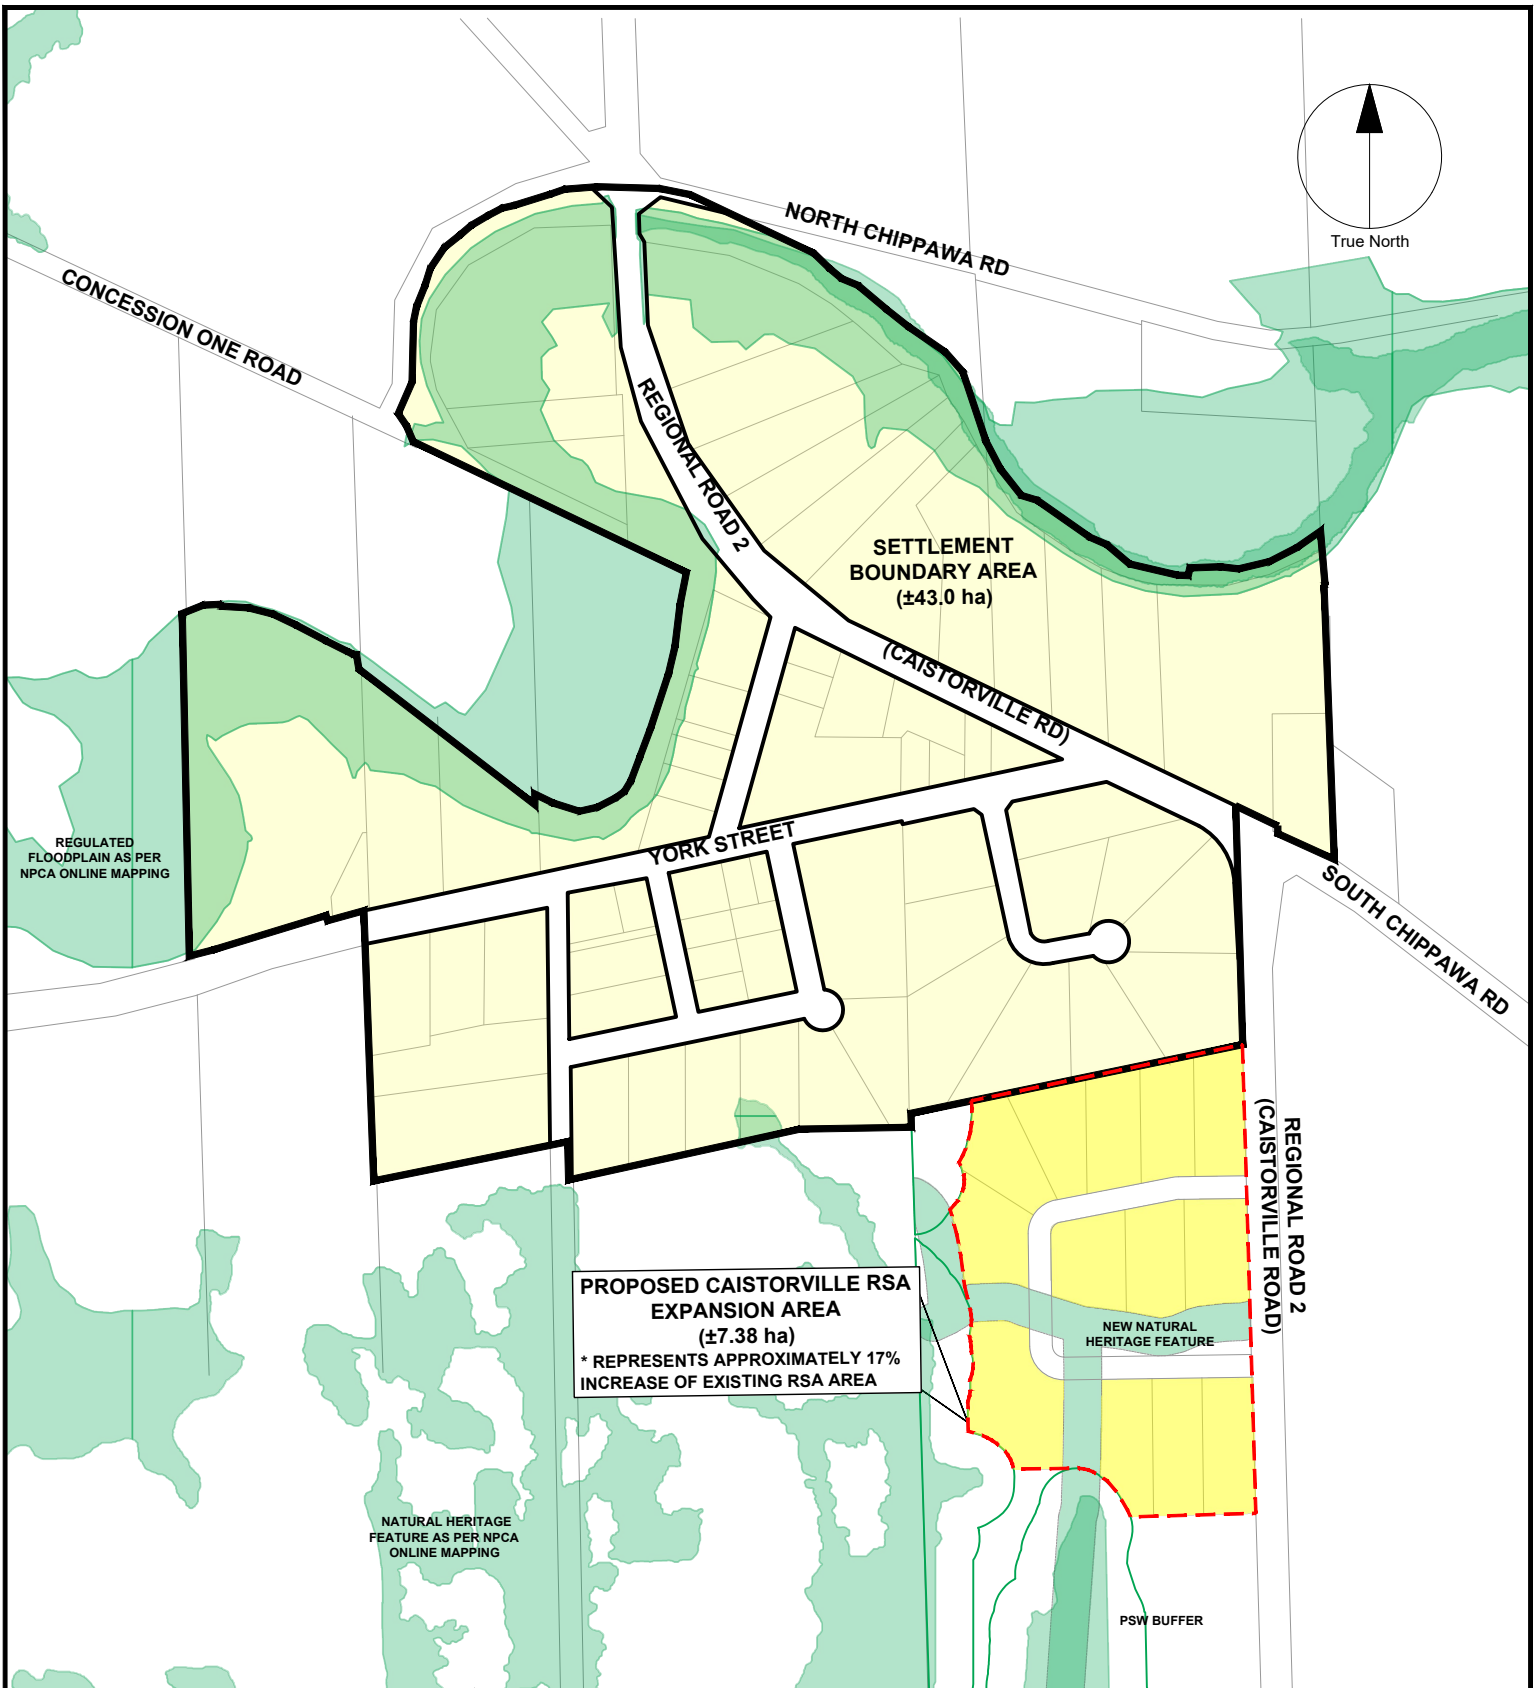 True North
NORTH CHIPPAWA RD
CONCESSION ONE ROAD
REGIONAL ROAD 2
SETTLEMENT
BOUNDARY AREA
(±43.0 ha)
(CAISTORVILLE RD)
REGULATED
FLOODPLAIN AS PER
NPCA ONLINE MAPPING
YORK STREET
SOUTH CHIPPAWA RD
REGIONAL ROAD 2
(CAISTORVILLE ROAD)
PROPOSED CAISTORVILLE RSA
EXPANSION AREA
(±7.38 ha)
* REPRESENTS APPROXIMATELY 17%
INCREASE OF EXISTING RSA AREA
NEW NATURAL
HERITAGE FEATURE
NATURAL HERITAGE
FEATURE AS PER NPCA
ONLINE MAPPING
PSW BUFFER